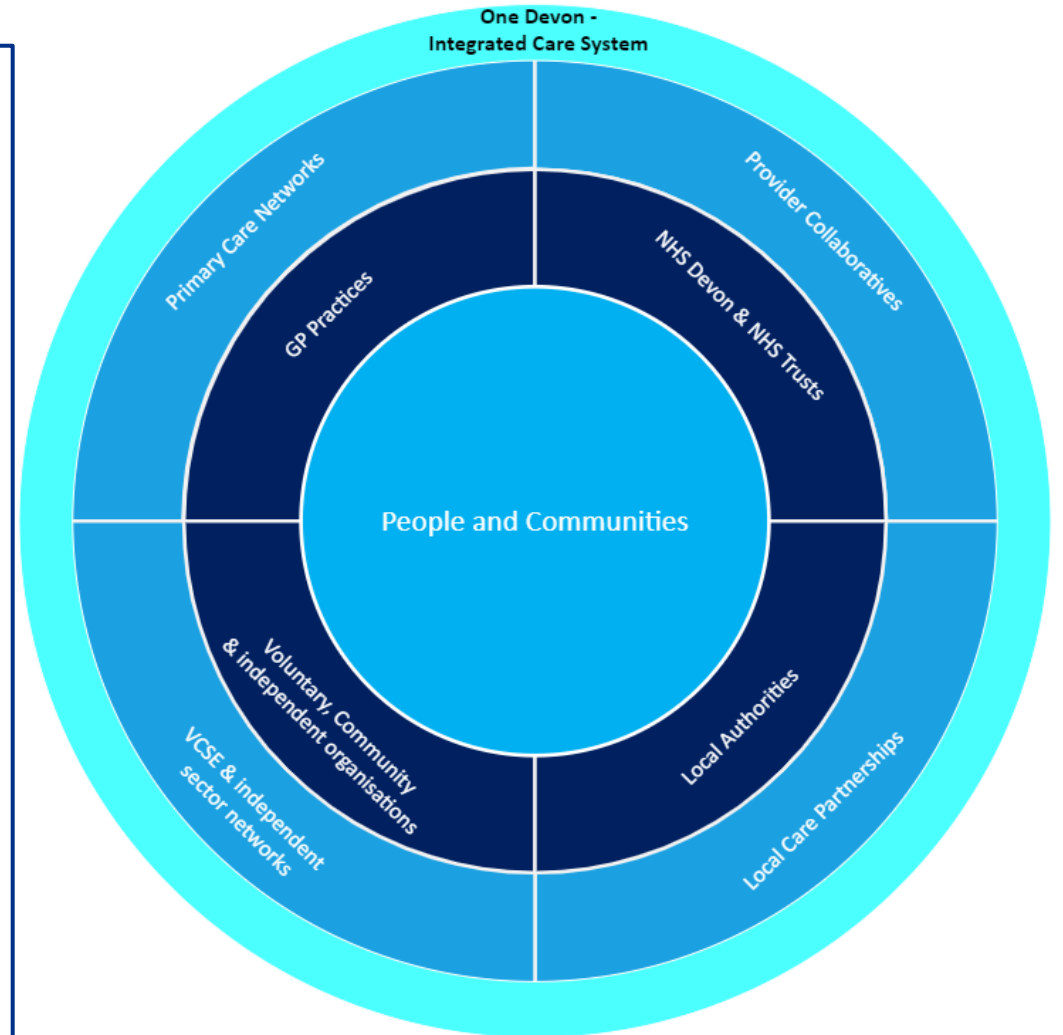 One Devon -
Integrated Care System
Primary Care Networks
Provider Collaboratives
GP Practices
NHS Devon & NHS Trusts
People and Communities
Voluntary, Community
& independent organisations
Local Authorities
VCSE & independent
sector networks
Local Care Partnerships